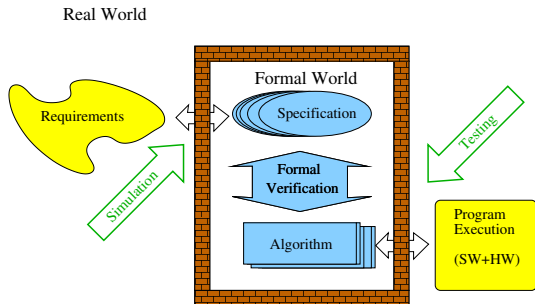 Real World
Formal World
Requirements
Specification
Testing
Formal
Verification
Simulation
Program
Execution
(SW+HW)
Algorithm